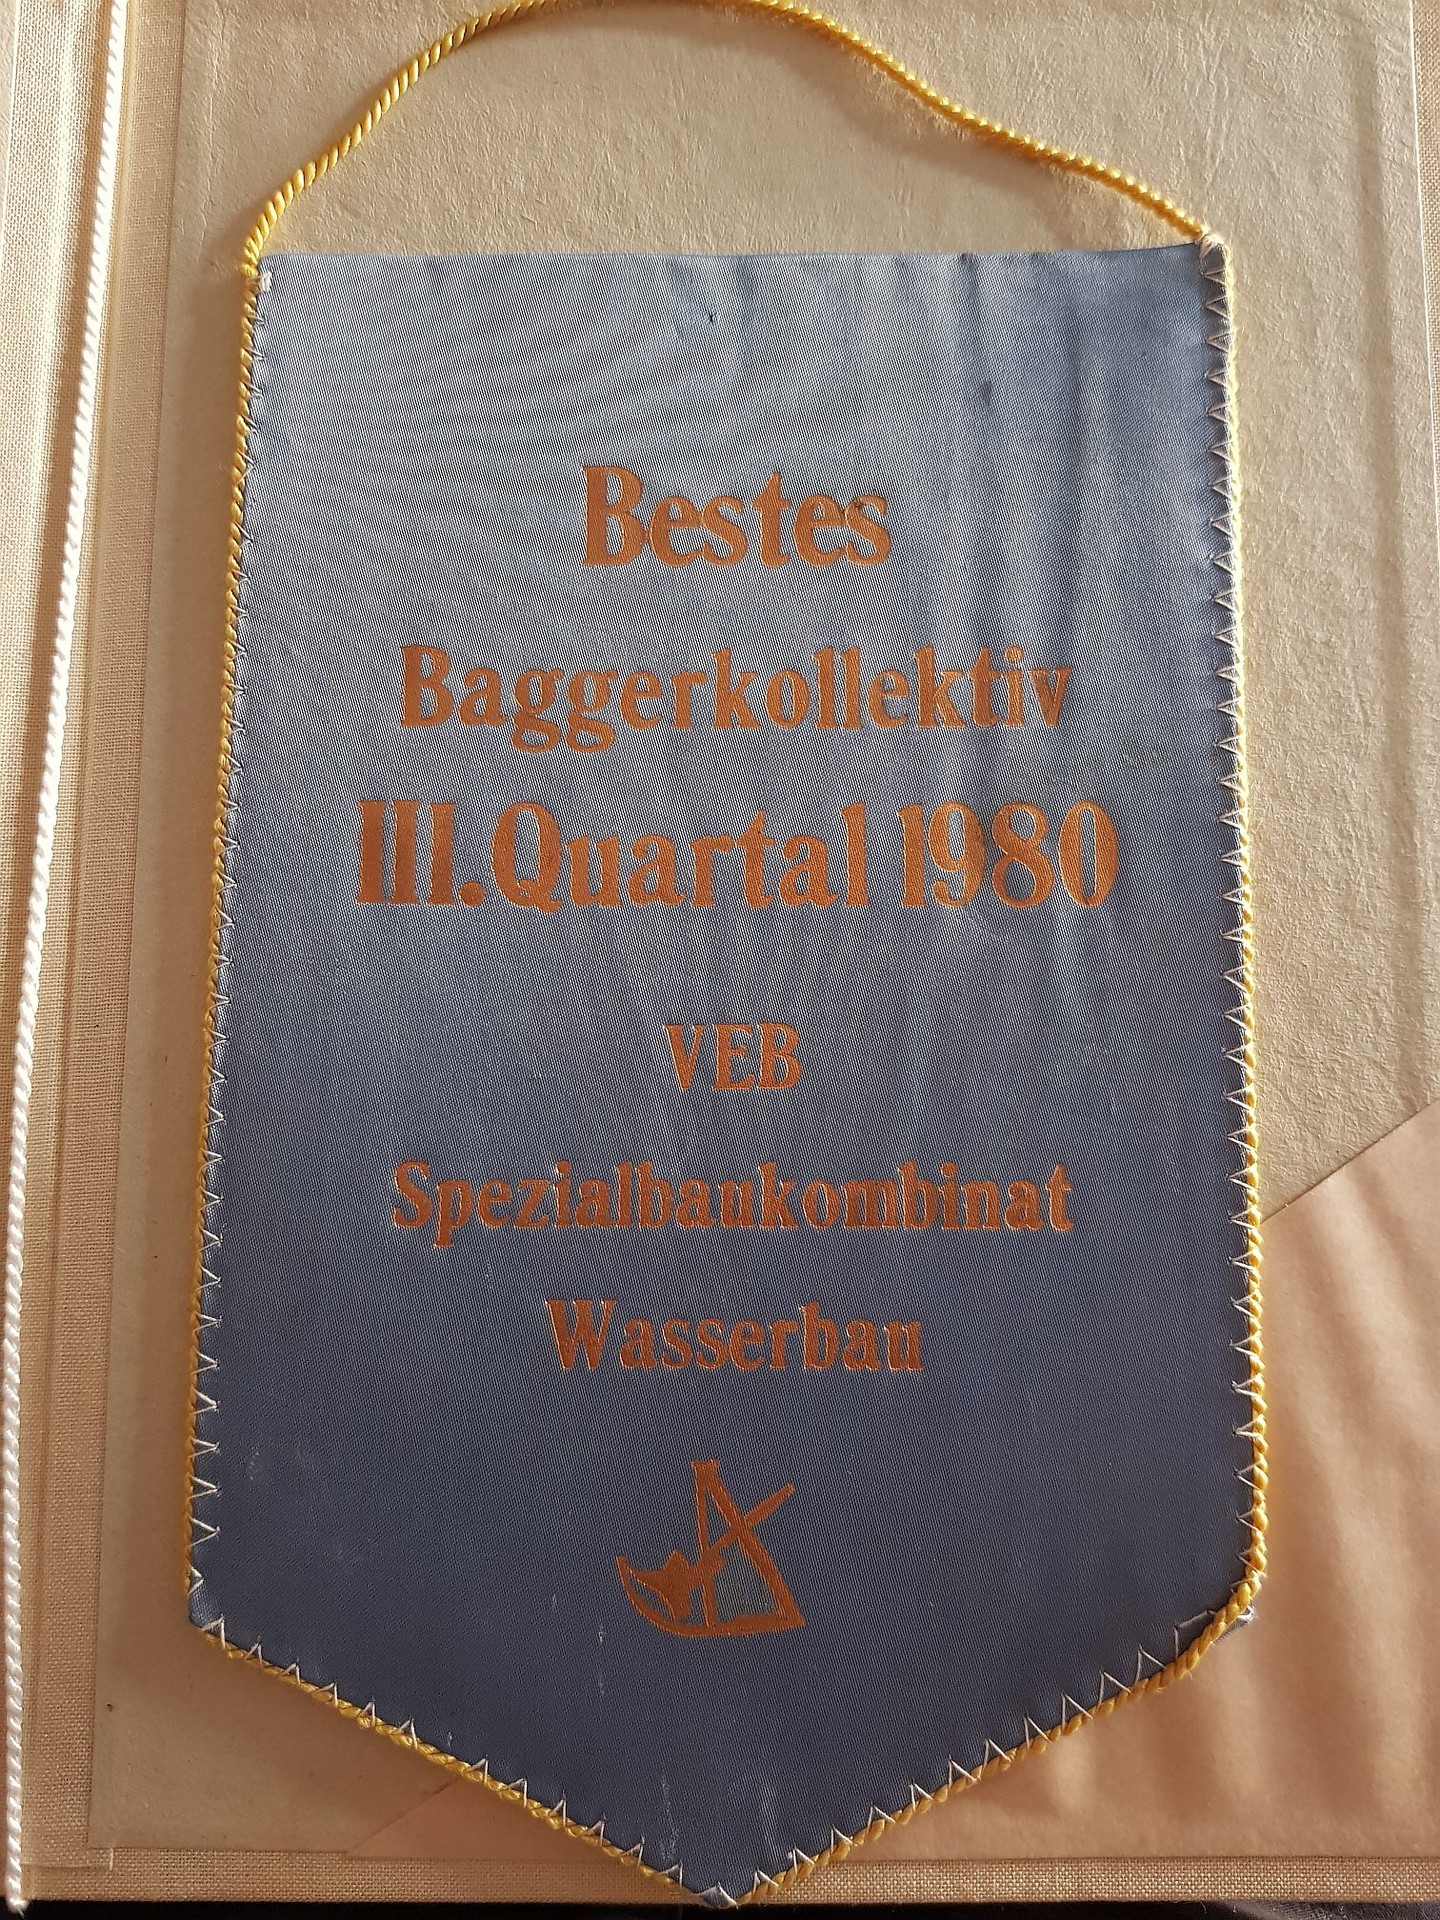 Bestes
Baggerkollektiv
III. Quartal 1980
VEB
Spezialbaukombinat
Wasserbau